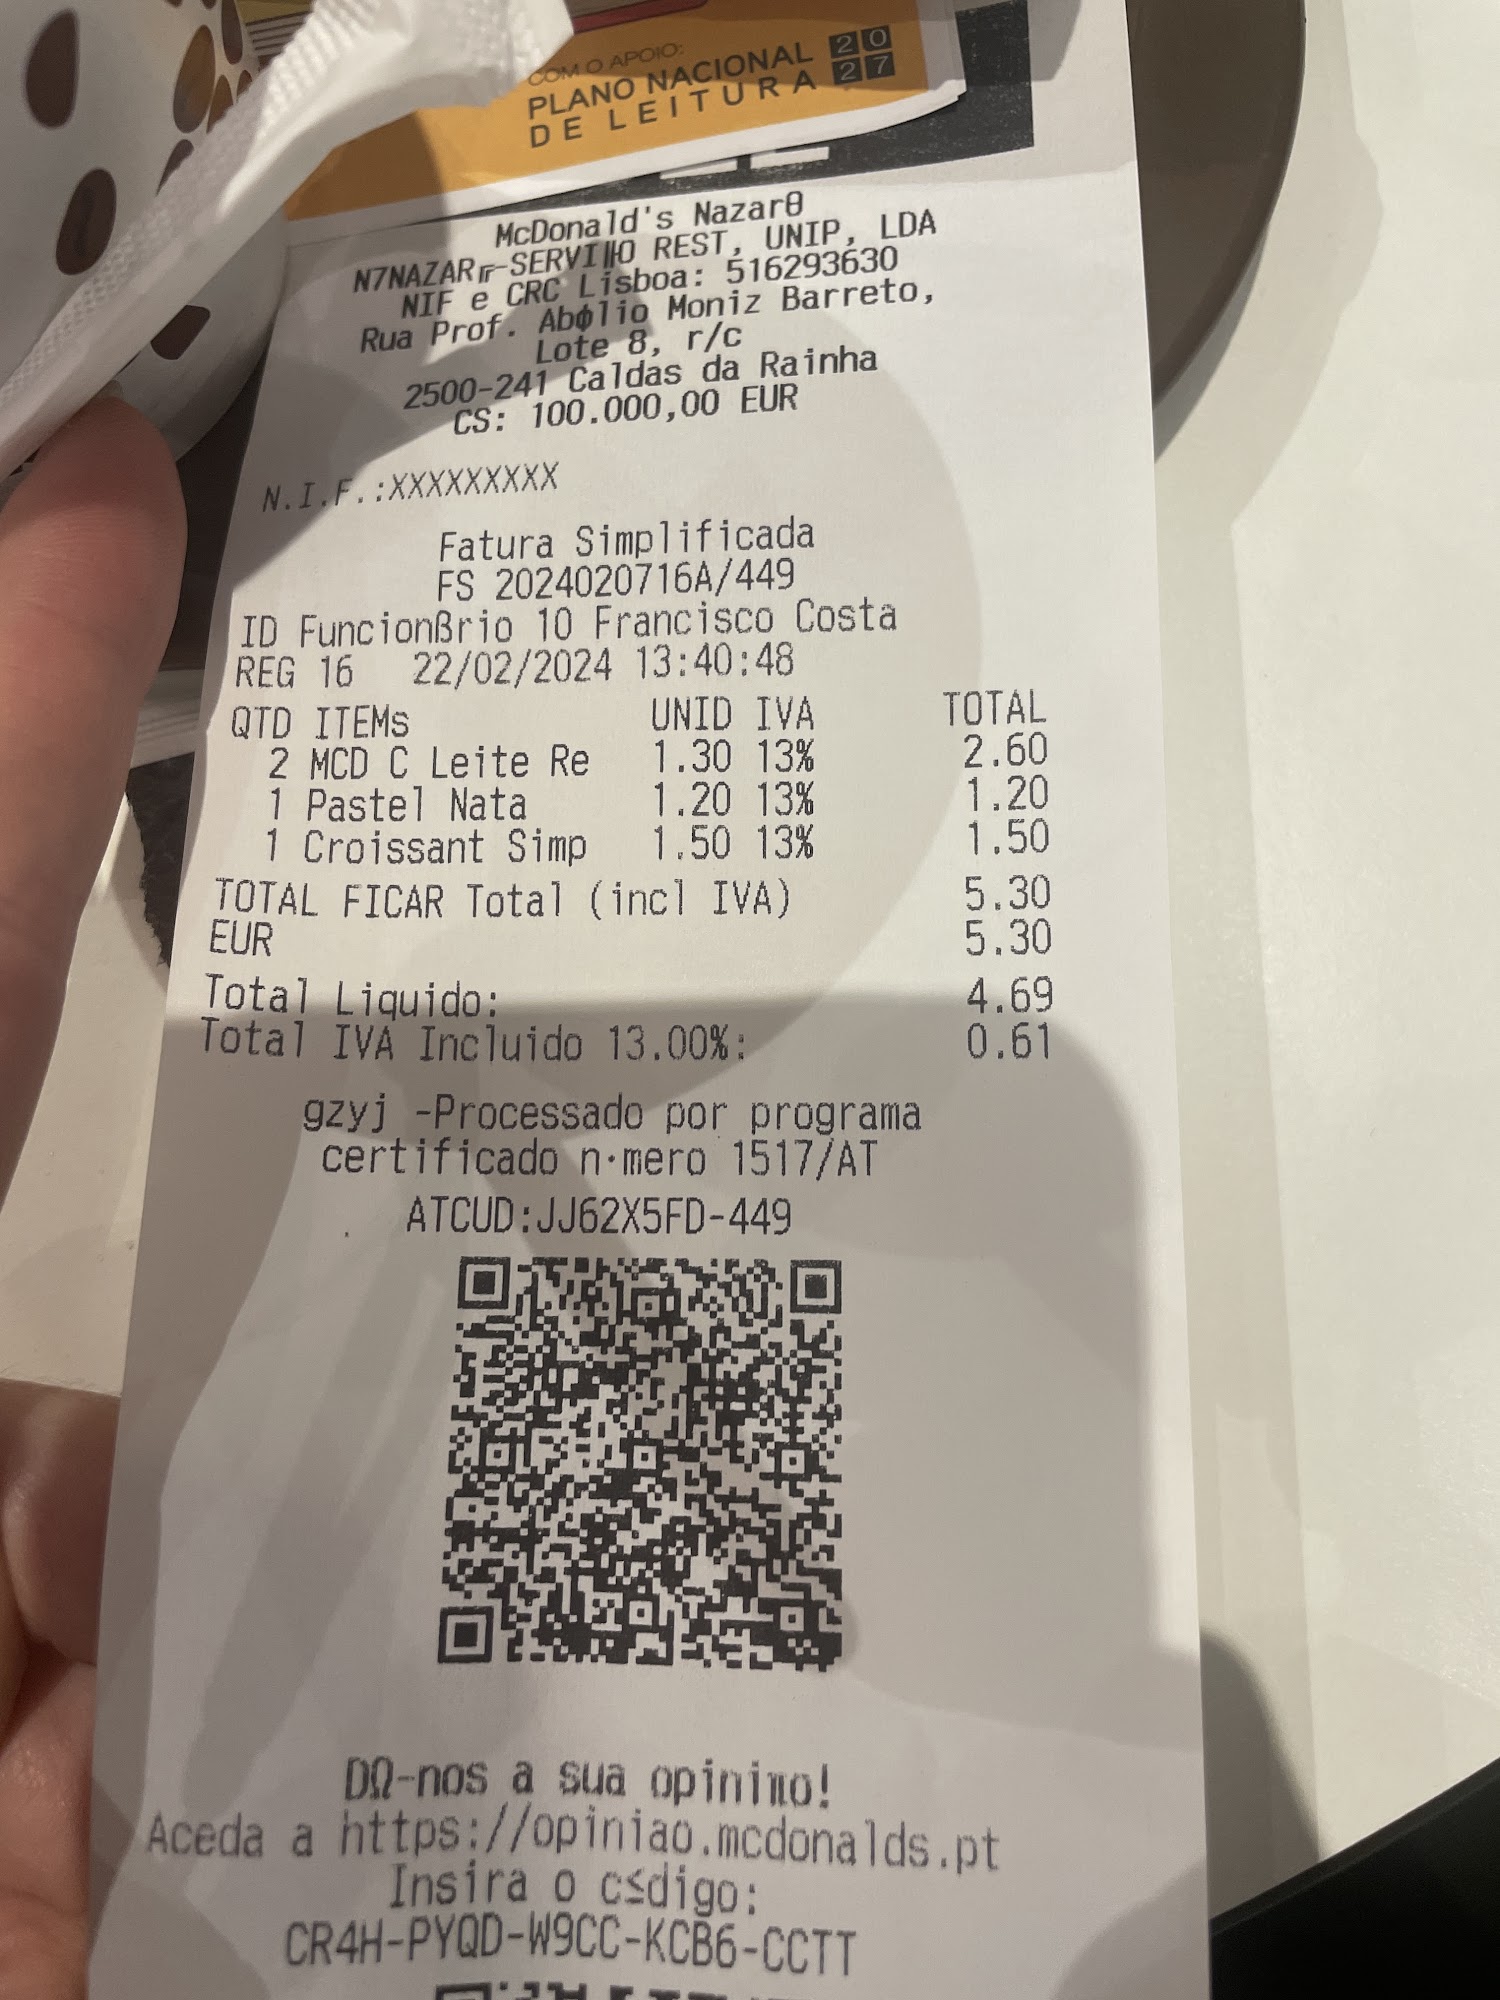 COM O APOIO:
PLANO NACIONAL
DE LEITURA
20
27
McDonald's Nazarθ
N7NAZAR╔-SERVI╟O REST, UNIP, LDA
NIF e CRC Lisboa: 516293630
Rua Prof. Abφlio Moniz Barreto,
Lote 8, r/c
2500-241 Caldas da Rainha
CS: 100.000,00 EUR
N.I.F.:XXXXXXXXX
Fatura Simplificada
FS 2024020716A/449
ID Funcionβrio 10 Francisco Costa
REG 16 22/02/2024 13:40:48
QTD ITEMs UNID IVA TOTAL
2 MCD C Leite Re 1.30 13% 2.60
1 Pastel Nata 1.20 13% 1.20
1 Croissant Simp 1.50 13% 1.50
TOTAL FICAR Total (incl IVA) 5.30
EUR 5.30
Total Liquido: 4.69
Total IVA Incluido 13.00%: 0.61
gzyj -Processado por programa
certificado n·mero 1517/AT
ATCUD:JJ62X5FD-449
DΩ-nos a sua opiniπo!
Aceda a https://opiniao.mcdonalds.pt
Insira o c≤digo:
CR4H-PYQD-W9CC-KCB6-CCTT